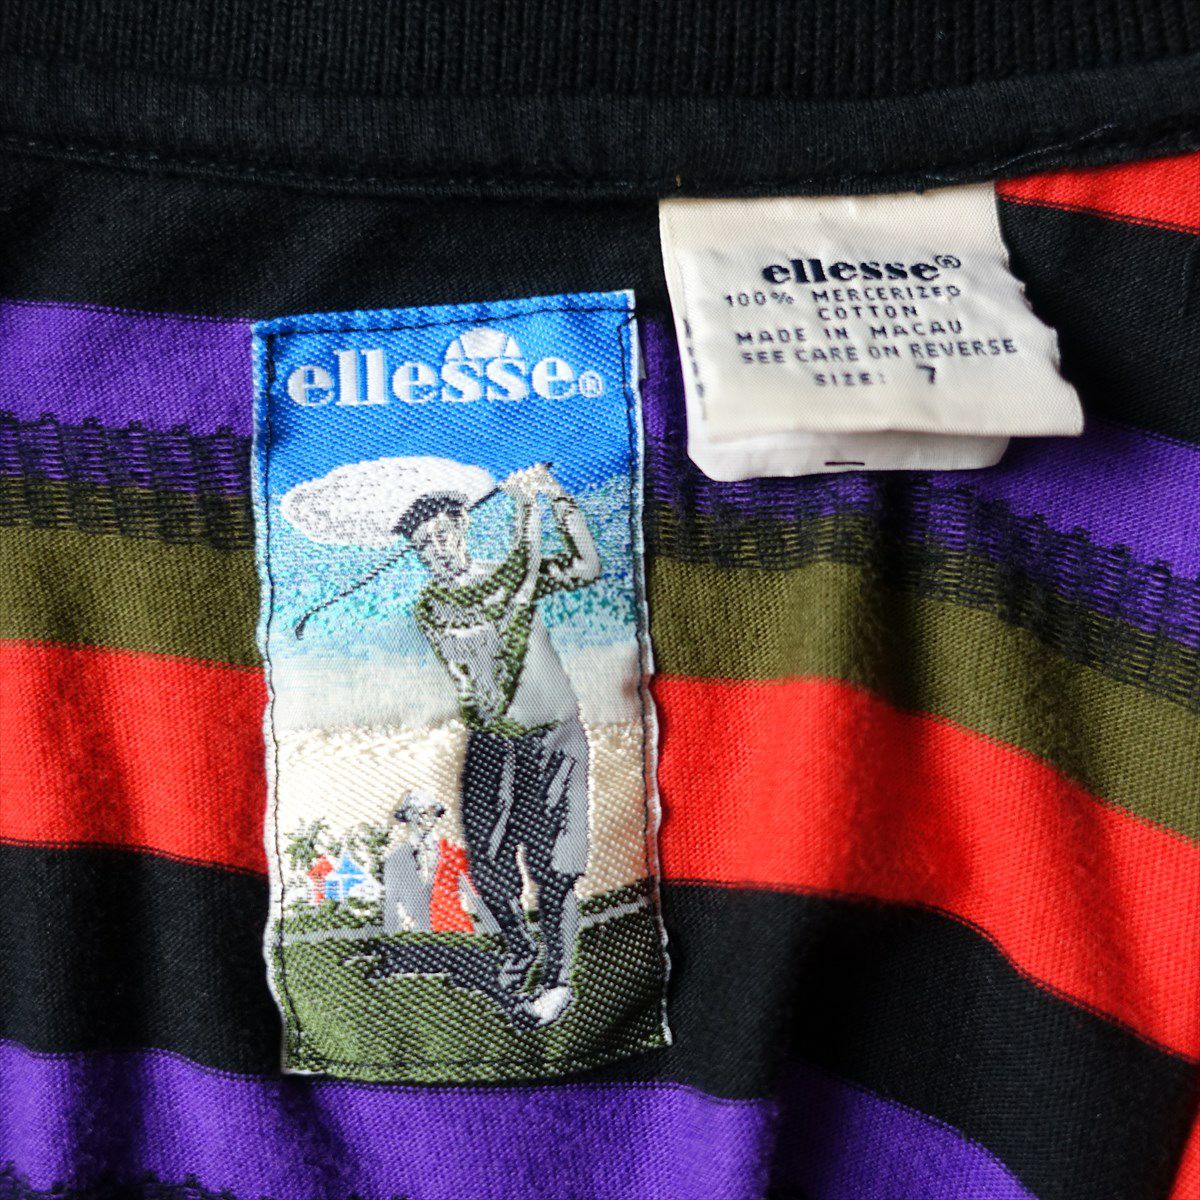 ellesse®
ellesse®
100% MERCERIZED
COTTON
MADE IN MACAU
SEE CARE ON REVERSE
SIZE: 7